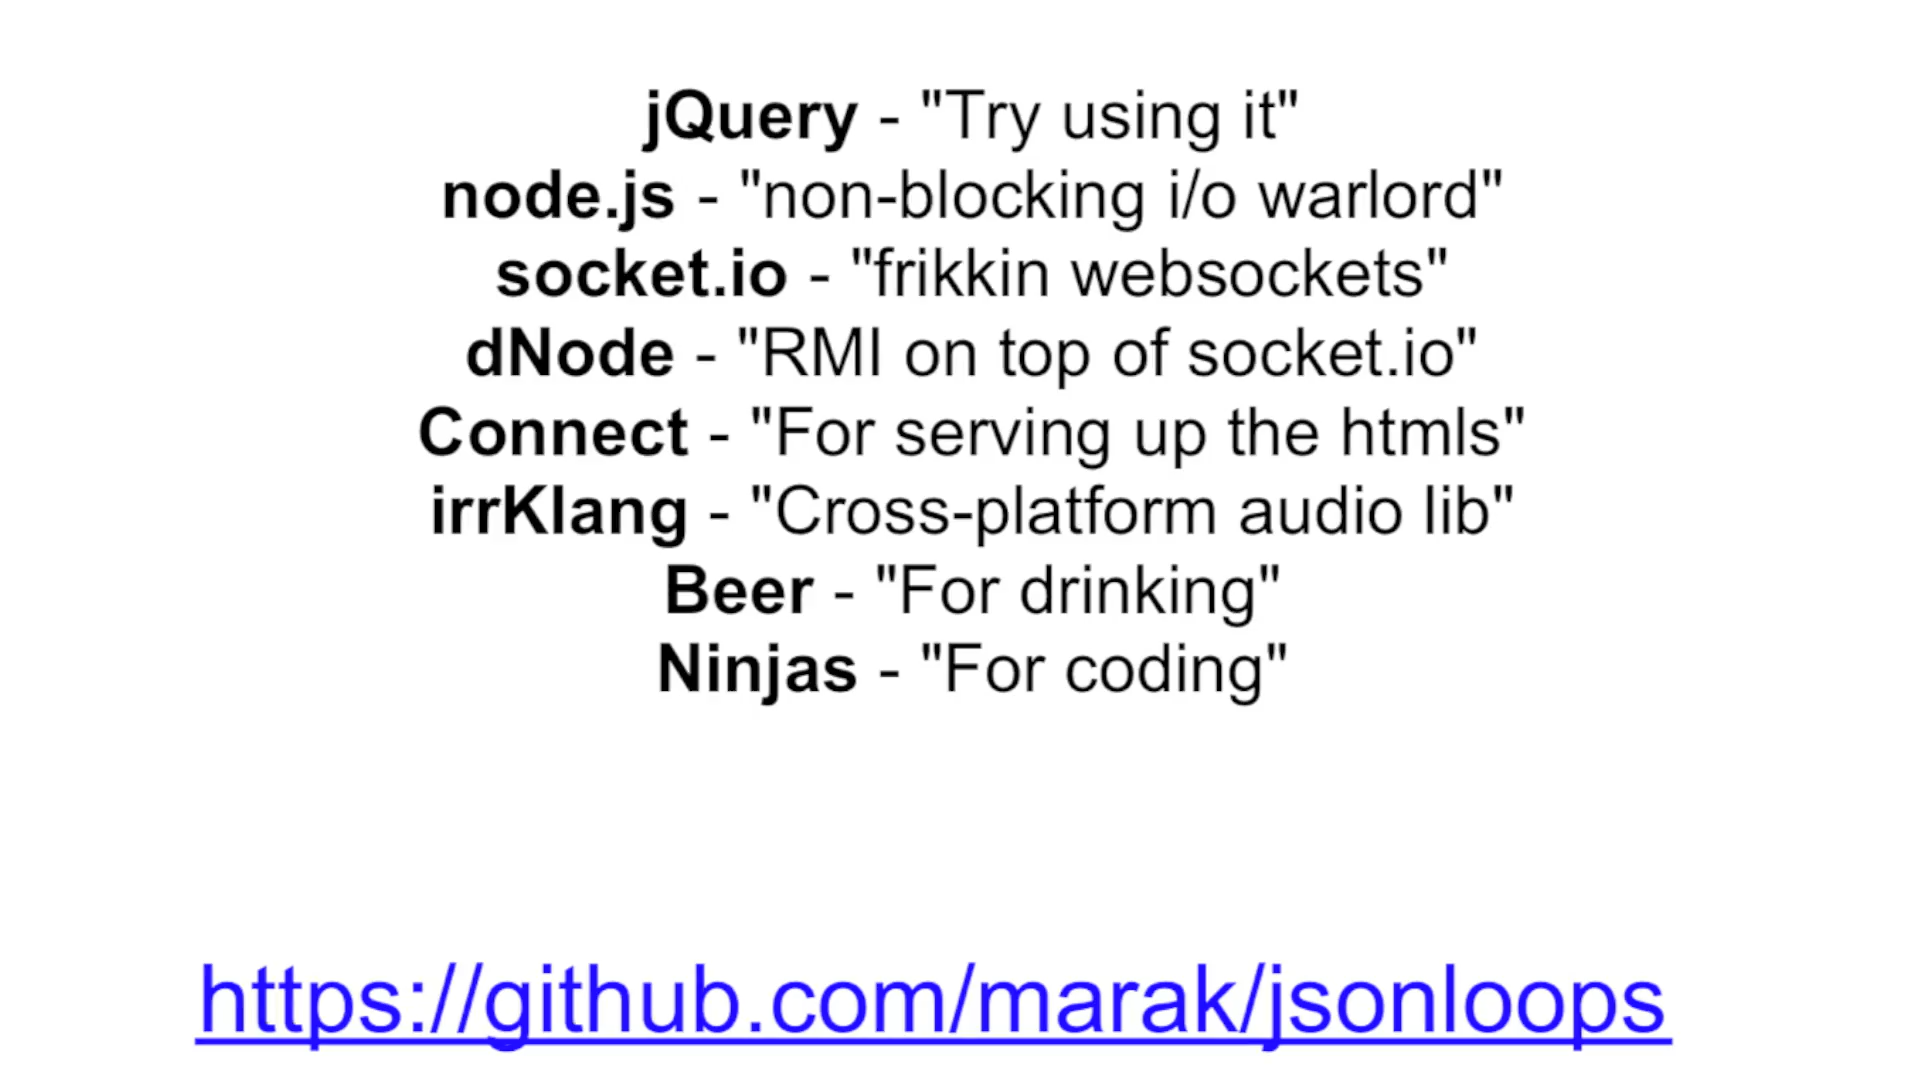 jQuery - "Try using it"
node.js - "non-blocking i/o warlord"
socket.io - "frikkin websockets"
dNode - "RMI on top of socket.io"
Connect - "For serving up the htmls"
irrKlang - "Cross-platform audio lib"
Beer - "For drinking"
Ninjas - "For coding"
https://github.com/marak/jsonloops